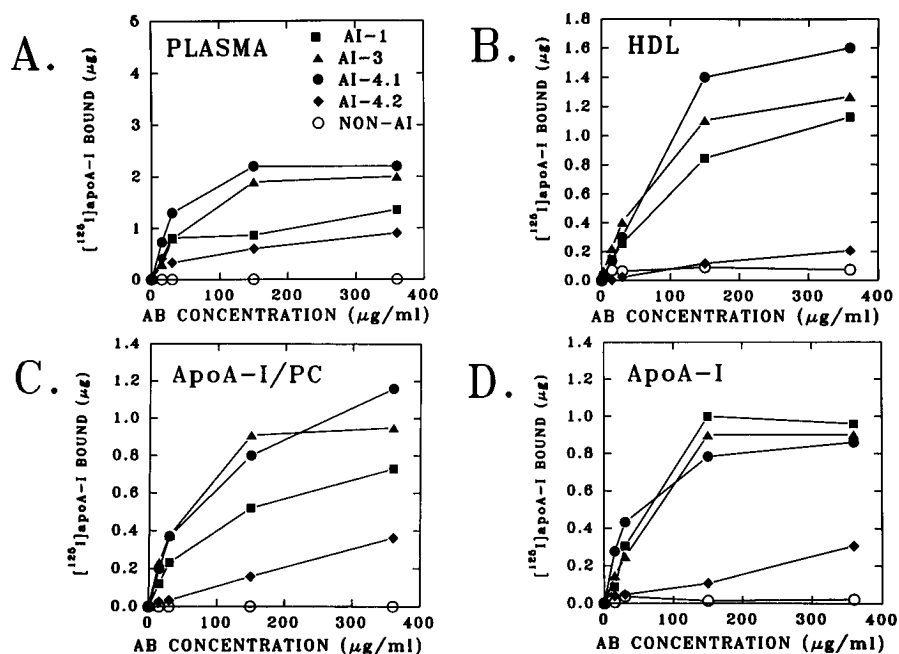 A.
PLASMA
AI-1
AI-3
AI-4.1
AI-4.2
NON-AI
[¹²⁵I]apoA-I BOUND (μg)
6
5
4
3
2
1
0
0 100 200 300 400
AB CONCENTRATION (μg/ml)
B.
HDL
[¹²⁵I]apoA-I BOUND (μg)
1.8
1.6
1.4
1.2
1.0
0.8
0.6
0.4
0.2
0.0
0 100 200 300 400
AB CONCENTRATION (μg/ml)
C.
ApoA-I/PC
[¹²⁵I]apoA-I BOUND (μg)
1.4
1.2
1.0
0.8
0.6
0.4
0.2
0.0
0 100 200 300 400
AB CONCENTRATION (μg/ml)
D.
ApoA-I
[¹²⁵I]apoA-I BOUND (μg)
1.4
1.2
1.0
0.8
0.6
0.4
0.2
0.0
0 100 200 300 400
AB CONCENTRATION (μg/ml)